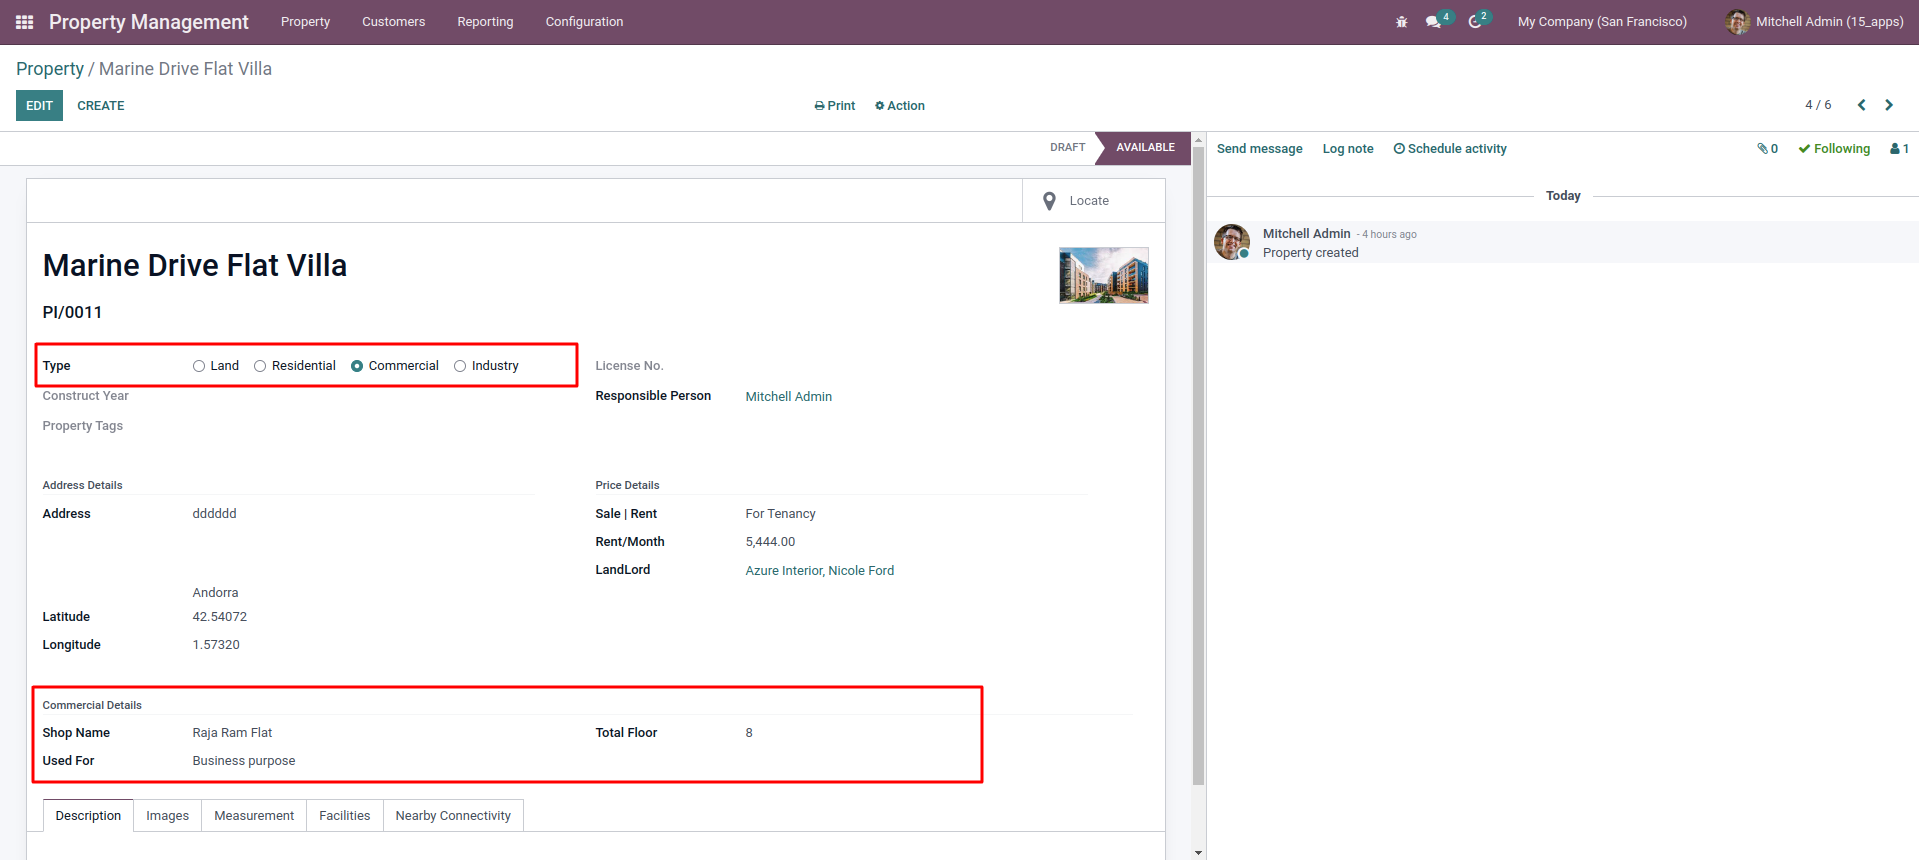 Property Management Property Customers Reporting Configuration 4 2 My Company (San Francisco) Mitchell Admin (15_apps)
Property / Marine Drive Flat Villa
EDIT CREATE Print Action 4 / 6
DRAFT AVAILABLE
Send message Log note Schedule activity 0 Following 1
Locate
Today
Mitchell Admin - 4 hours ago
Property created
Marine Drive Flat Villa
PI/0011
Type Land Residential Commercial Industry
License No.
Construct Year
Responsible Person Mitchell Admin
Property Tags
Address Details
Price Details
Address dddddd
Sale | Rent For Tenancy
Rent/Month 5,444.00
LandLord Azure Interior, Nicole Ford
Andorra
Latitude 42.54072
Longitude 1.57320
Commercial Details
Shop Name Raja Ram Flat
Total Floor 8
Used For Business purpose
Description Images Measurement Facilities Nearby Connectivity